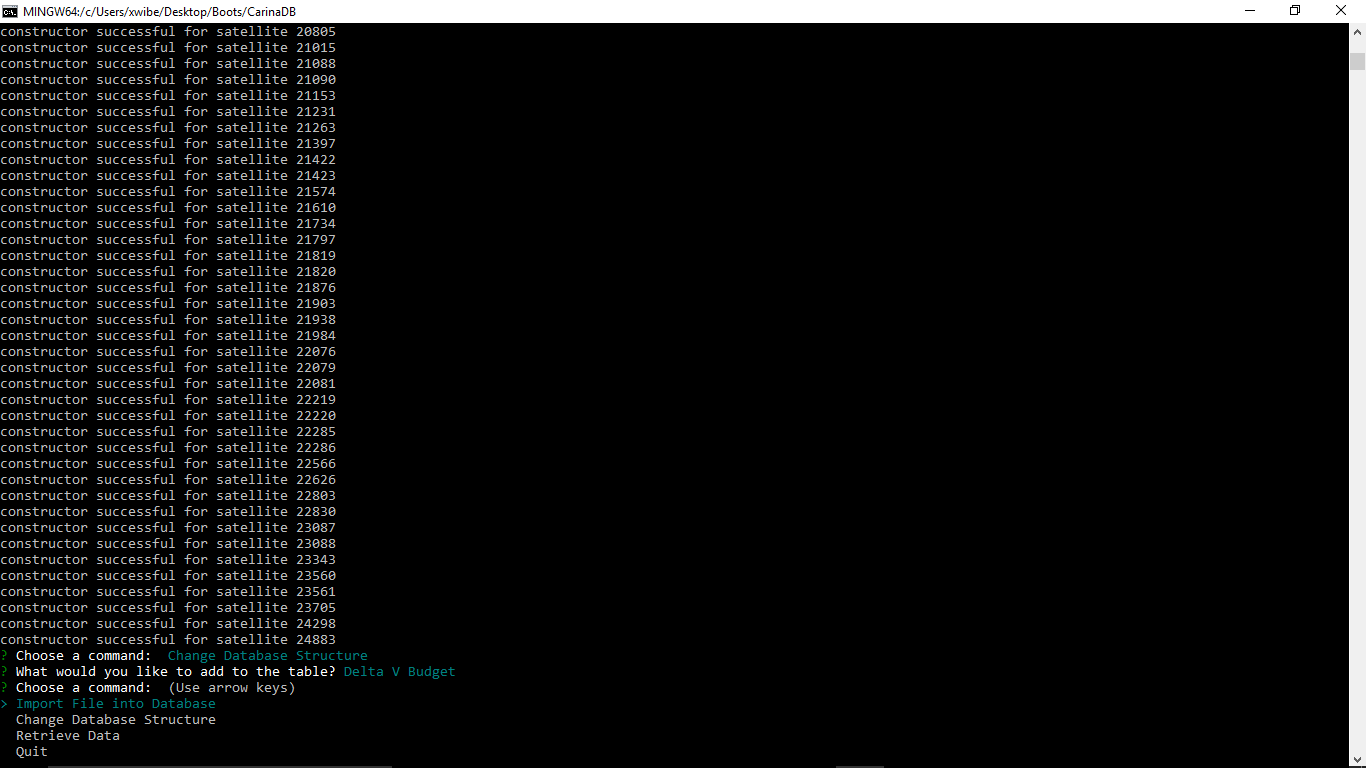 MINGW64:/c/Users/xwibe/Desktop/Boots/CarinaDB
constructor successful for satellite 20805
constructor successful for satellite 21015
constructor successful for satellite 21088
constructor successful for satellite 21090
constructor successful for satellite 21153
constructor successful for satellite 21231
constructor successful for satellite 21263
constructor successful for satellite 21397
constructor successful for satellite 21422
constructor successful for satellite 21423
constructor successful for satellite 21574
constructor successful for satellite 21610
constructor successful for satellite 21734
constructor successful for satellite 21797
constructor successful for satellite 21819
constructor successful for satellite 21820
constructor successful for satellite 21876
constructor successful for satellite 21903
constructor successful for satellite 21938
constructor successful for satellite 21984
constructor successful for satellite 22076
constructor successful for satellite 22079
constructor successful for satellite 22081
constructor successful for satellite 22219
constructor successful for satellite 22220
constructor successful for satellite 22285
constructor successful for satellite 22286
constructor successful for satellite 22566
constructor successful for satellite 22626
constructor successful for satellite 22803
constructor successful for satellite 22830
constructor successful for satellite 23087
constructor successful for satellite 23088
constructor successful for satellite 23343
constructor successful for satellite 23560
constructor successful for satellite 23561
constructor successful for satellite 23705
constructor successful for satellite 24298
constructor successful for satellite 24883
? Choose a command:  Change Database Structure
? What would you like to add to the table? Delta V Budget
? Choose a command:  (Use arrow keys)
> Import File into Database
  Change Database Structure
  Retrieve Data
  Quit